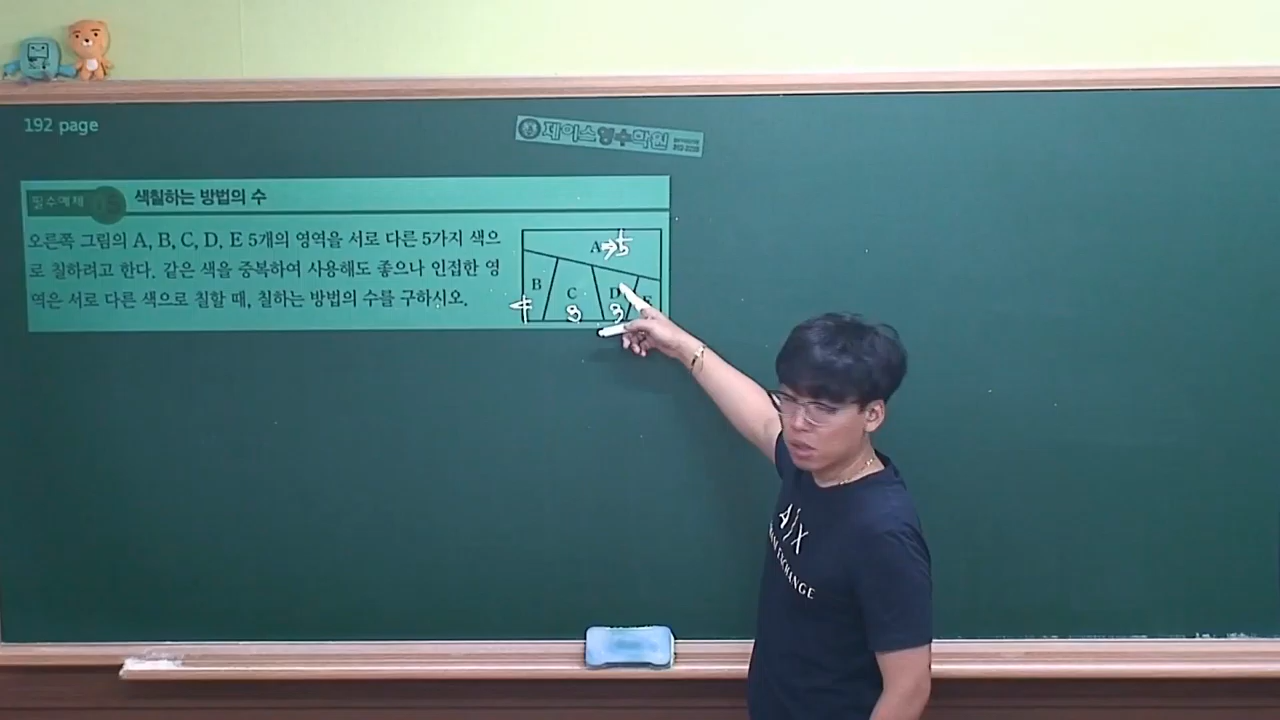 192 page
제이스영수학원
필수예제
색칠하는 방법의 수
오른쪽 그림의 A, B, C, D, E 5개의 영역을 서로 다른 5가지 색으
로 칠하려고 한다. 같은 색을 중복하여 사용해도 좋으나 인접한 영
역은 서로 다른 색으로 칠할 때, 칠하는 방법의 수를 구하시오.
A→5
B
C
D
4
3
3
A|X
EXCHANGE